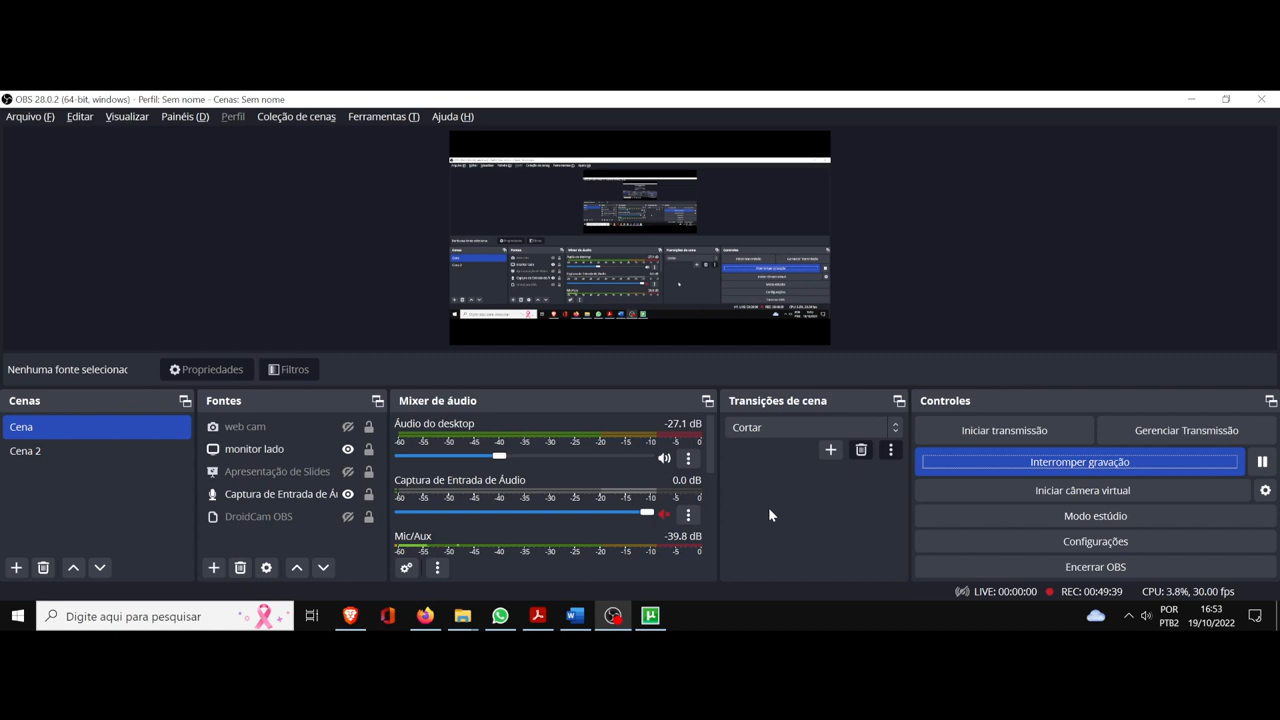 OBS 28.0.2 (64-bit, windows) - Perfil: Sem nome - Cenas: Sem nome
Arquivo (F) Editar Visualizar Painéis (D) Perfil Coleção de cenas Ferramentas (T) Ajuda (H)
Nenhuma fonte selecionac Propriedades Filtros
Cenas
Cena
Cena 2
Fontes
web cam
monitor lado
Apresentação de Slides
Captura de Entrada de Áu
DroidCam OBS
Mixer de áudio
Áudio do desktop -27.1 dB
-60 -55 -50 -45 -40 -35 -30 -25 -20 -15 -10 -5 0
Captura de Entrada de Áudio 0.0 dB
-60 -55 -50 -45 -40 -35 -30 -25 -20 -15 -10 -5 0
Mic/Aux -39.8 dB
-60 -55 -50 -45 -40 -35 -30 -25 -20 -15 -10 -5 0
Transições de cena
Cortar
Controles
Iniciar transmissão Gerenciar Transmissão
Interromper gravação
Iniciar câmera virtual
Modo estúdio
Configurações
Encerrar OBS
LIVE: 00:00:00 REC: 00:49:39 CPU: 3.8%, 30.00 fps
Digite aqui para pesquisar
POR
PTB2
16:53
19/10/2022